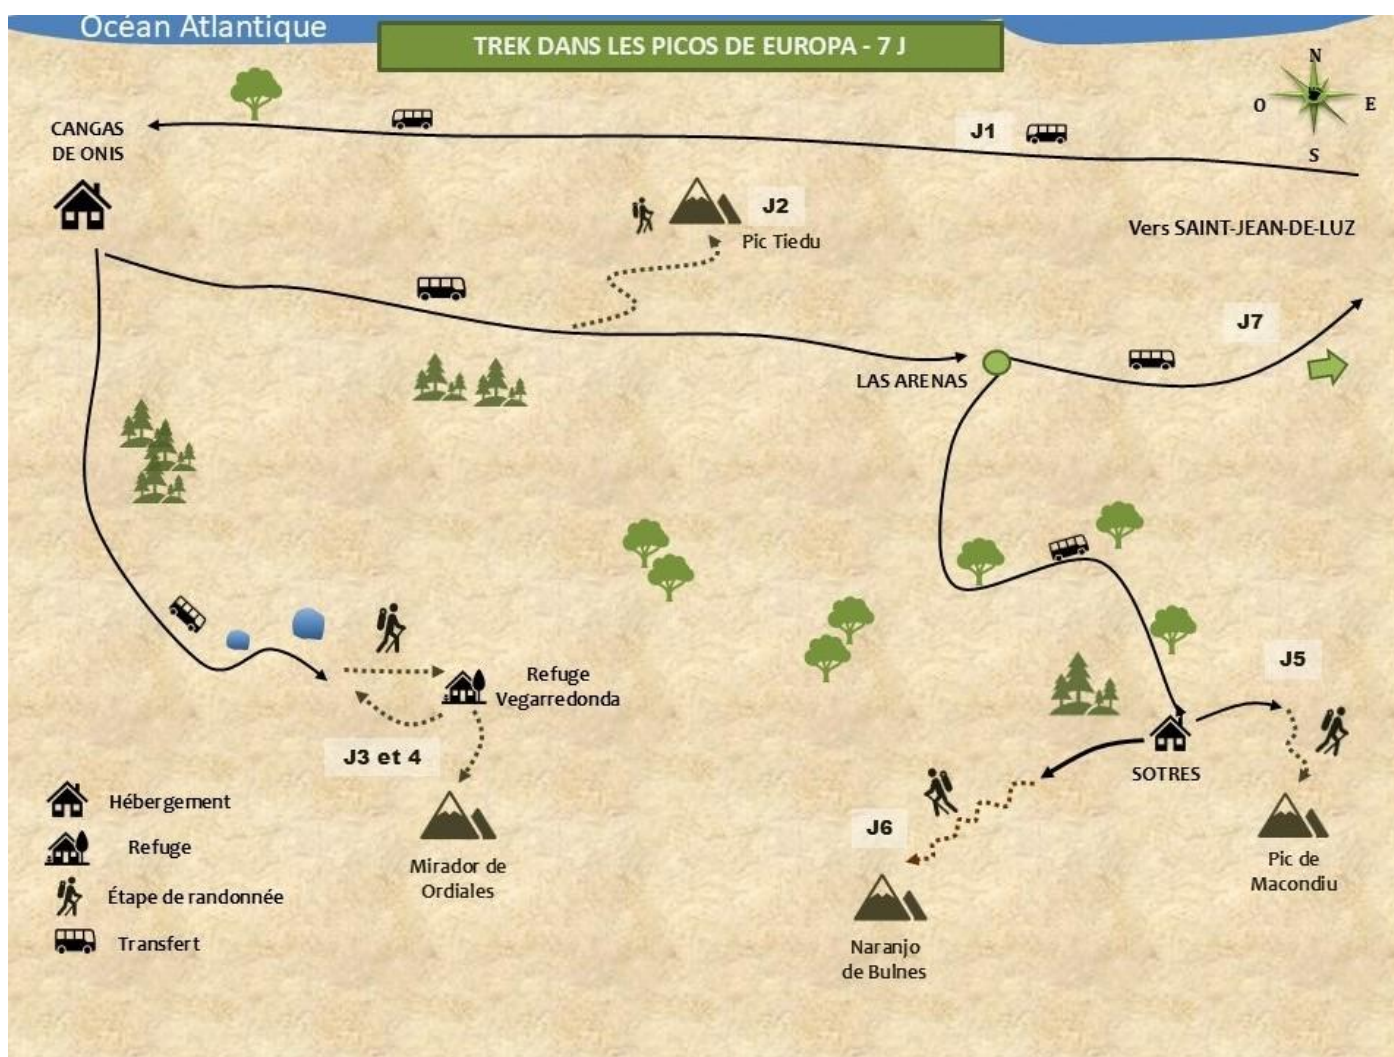 Océan Atlantique
TREK DANS LES PICOS DE EUROPA - 7 J
N
O
E
S
CANGAS
DE ONIS
J1
J2
Pic Tiedu
Vers SAINT-JEAN-DE-LUZ
J7
LAS ARENAS
Refuge
Vegarredonda
J3 et 4
J5
SOTRES
J6
Mirador de
Ordiales
Pic de
Macondiu
Naranjo
de Bulnes
Hébergement
Refuge
Étape de randonnée
Transfert